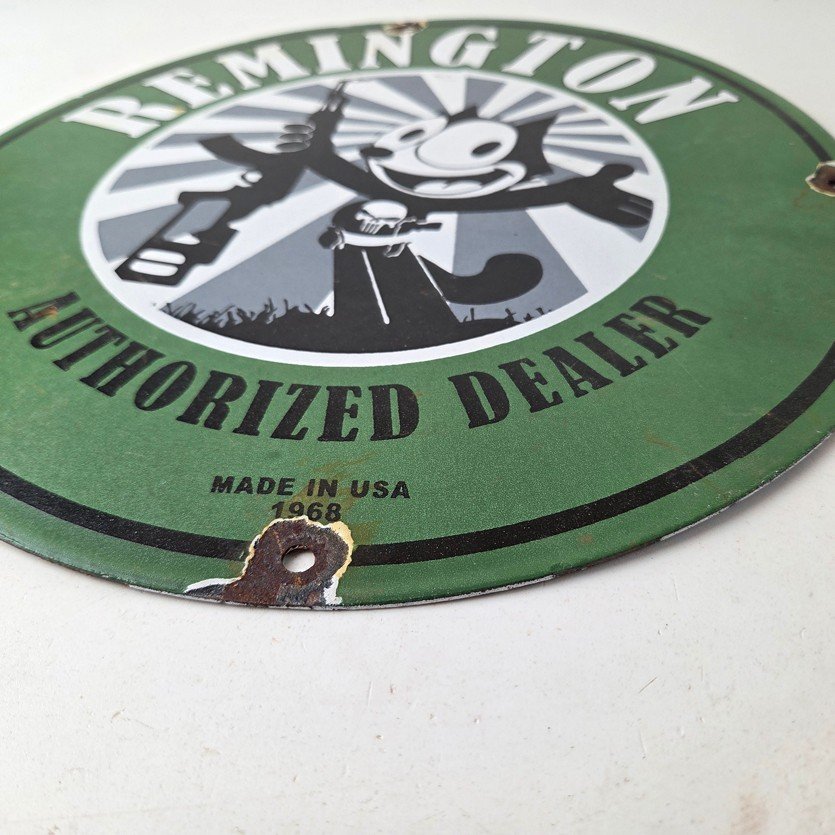 REMINGTON
AUTHORIZED DEALER
MADE IN USA
1968